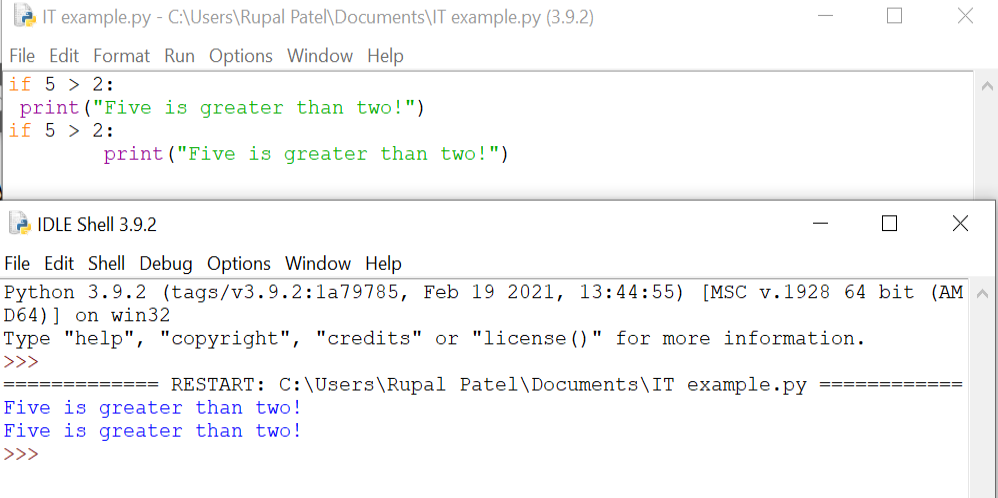 IT example.py - C:\Users\Rupal Patel\Documents\IT example.py (3.9.2)
File Edit Format Run Options Window Help
if 5 > 2:
 print("Five is greater than two!")
if 5 > 2:
        print("Five is greater than two!")
IDLE Shell 3.9.2
File Edit Shell Debug Options Window Help
Python 3.9.2 (tags/v3.9.2:1a79785, Feb 19 2021, 13:44:55) [MSC v.1928 64 bit (AM
D64)] on win32
Type "help", "copyright", "credits" or "license()" for more information.
>>>
============= RESTART: C:\Users\Rupal Patel\Documents\IT example.py ============
Five is greater than two!
Five is greater than two!
>>>